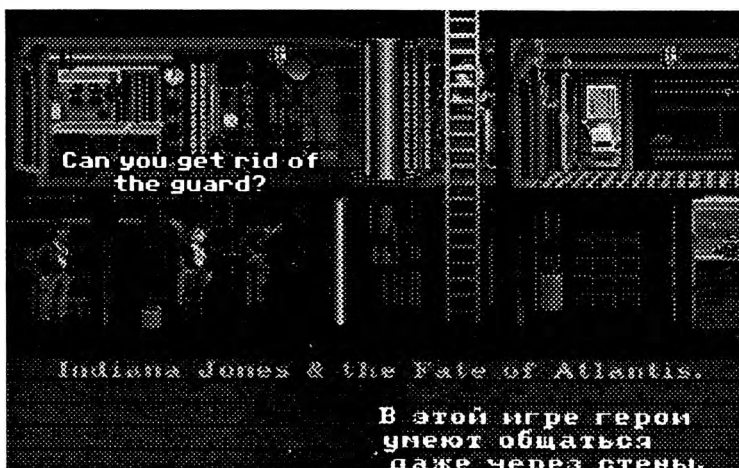 Can you get rid of
the guard?
Indiana Jones & the Fate of Atlantis.
В этой игре герои
умеют общаться
даже через стены.